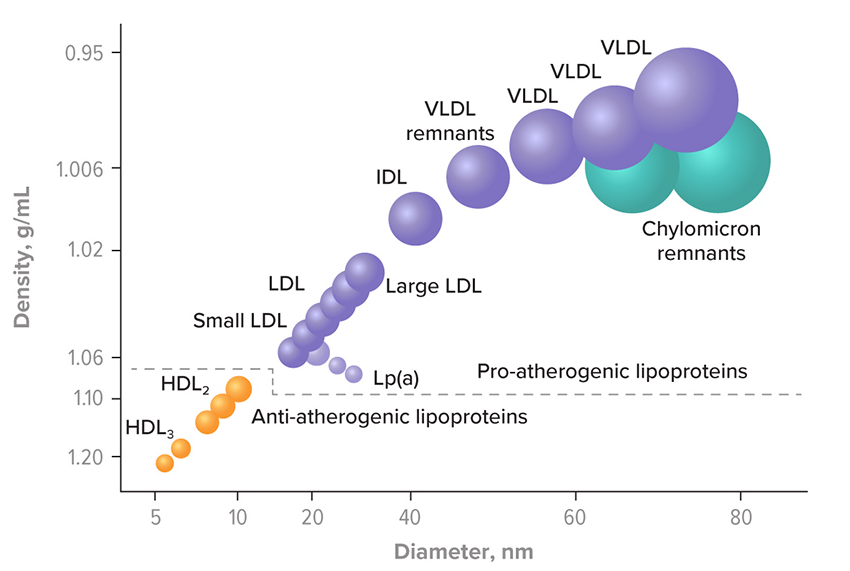 VLDL
0.95
VLDL
VLDL
VLDL
remnants
1.006
IDL
Chylomicron
remnants
1.02
LDL
Large LDL
Small LDL
Density, g/mL
1.06
Lp(a)
Pro-atherogenic lipoproteins
HDL2
1.10
Anti-atherogenic lipoproteins
HDL3
1.20
5 10 20 40 60 80
Diameter, nm